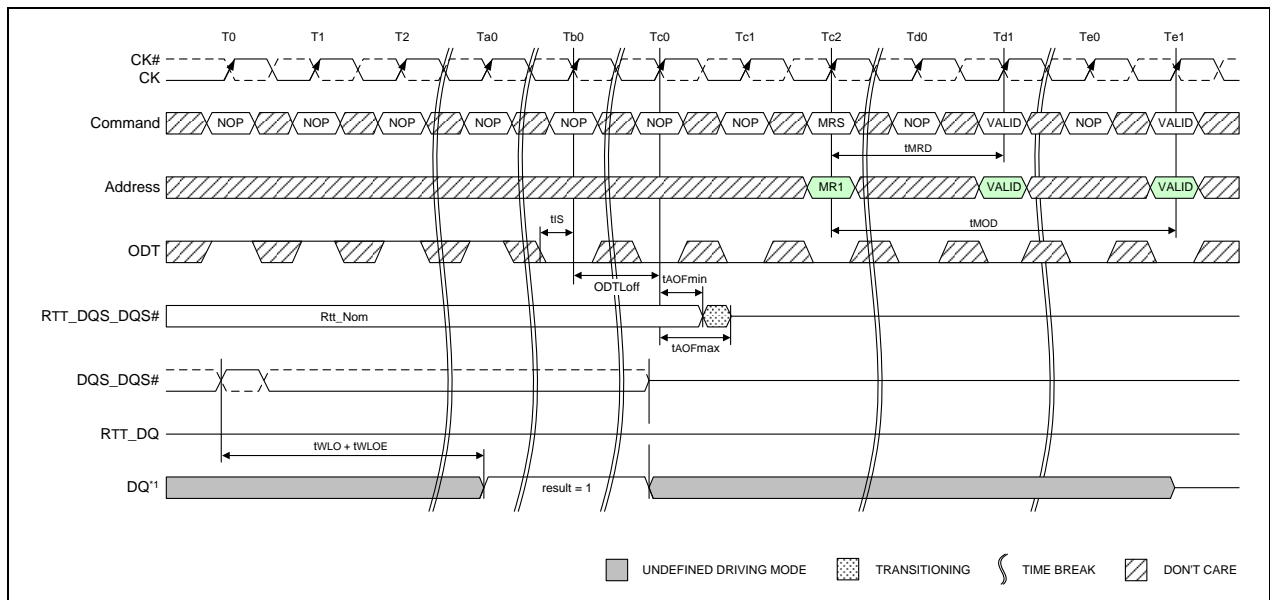 T0 T1 T2 Ta0 Tb0 Tc0 Tc1 Tc2 Td0 Td1 Te0 Te1
CK#
CK
Command NOP NOP NOP NOP NOP NOP NOP MRS NOP VALID NOP VALID
tMRD
Address MR1 VALID VALID
tIS
tMOD
ODT
tAOFmin
ODTLoff
RTT_DQS_DQS# Rtt_Nom
tAOFmax
DQS_DQS#
RTT_DQ
tWLO + tWLOE
DQ*1 result = 1
UNDEFINED DRIVING MODE TRANSITIONING TIME BREAK DON'T CARE